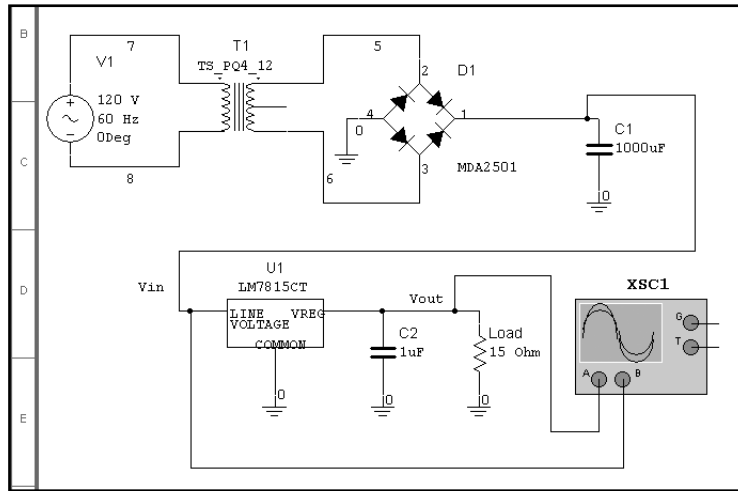 B
7
T1
5
V1
TS_PQ4_12
2
D1
120 V
60 Hz
0Deg
4
0
1
C1
1000uF
C
3
MDA2501
8
6
0
U1
XSC1
Vin
LM7815CT
D
Vout
LINE VREG
VOLTAGE
COMMON
C2
1uF
Load
15 Ohm
G
T
A
B
0
0
0
E